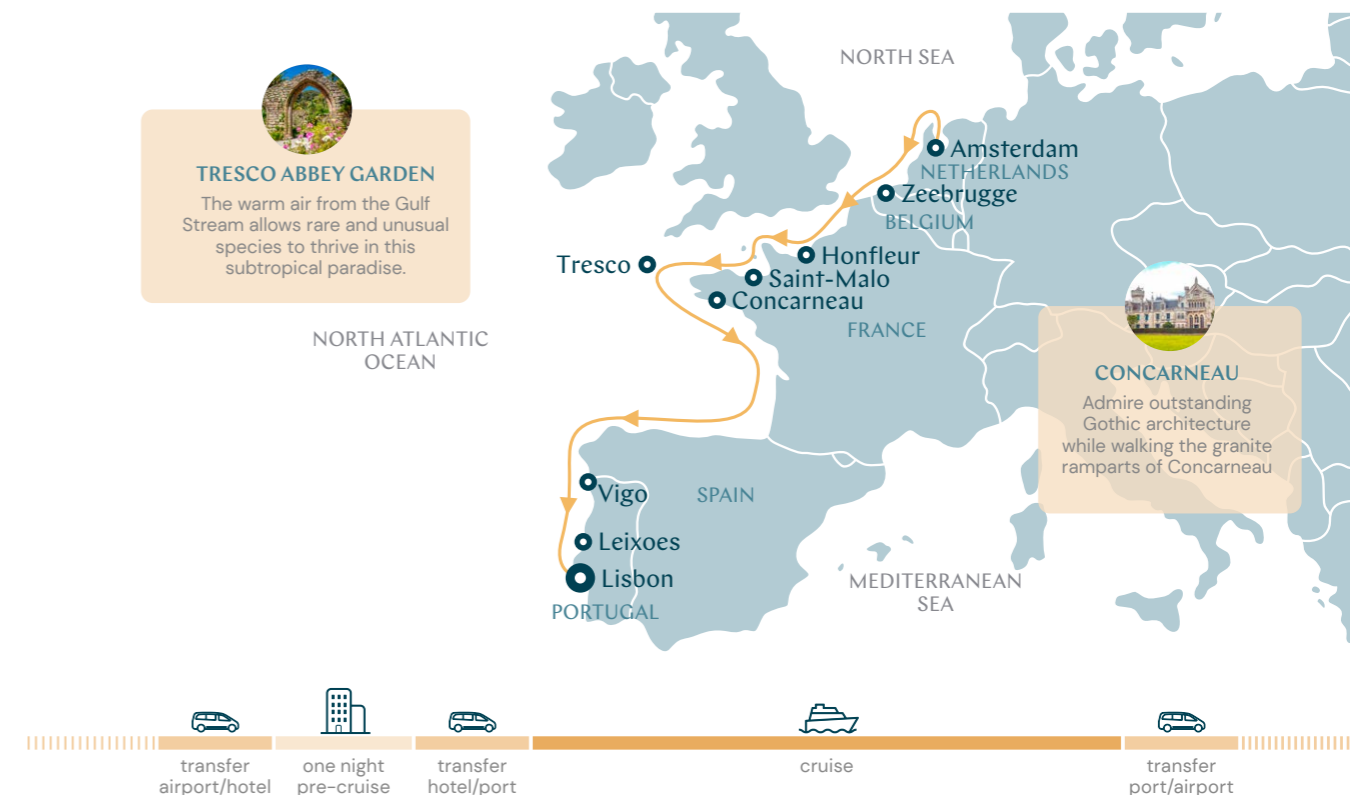 NORTH SEA
TRESCO ABBEY GARDEN
The warm air from the Gulf
Stream allows rare and unusual
species to thrive in this
subtropical paradise.
Amsterdam
NETHERLANDS
Zeebrugge
BELGIUM
Tresco
Honfleur
Saint-Malo
Concarneau
FRANCE
NORTH ATLANTIC
OCEAN
CONCARNEAU
Admire outstanding
Gothic architecture
while walking the granite
ramparts of Concarneau
Vigo
SPAIN
Leixoes
Lisbon
PORTUGAL
MEDITERRANEAN
SEA
transfer
airport/hotel
one night
pre-cruise
transfer
hotel/port
cruise
transfer
port/airport